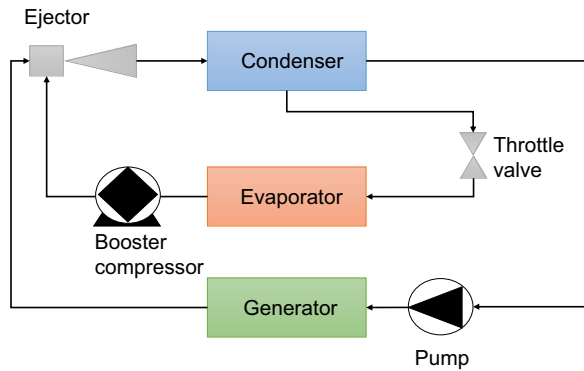 Ejector
Condenser
Throttle
valve
Evaporator
Booster
compressor
Generator
Pump